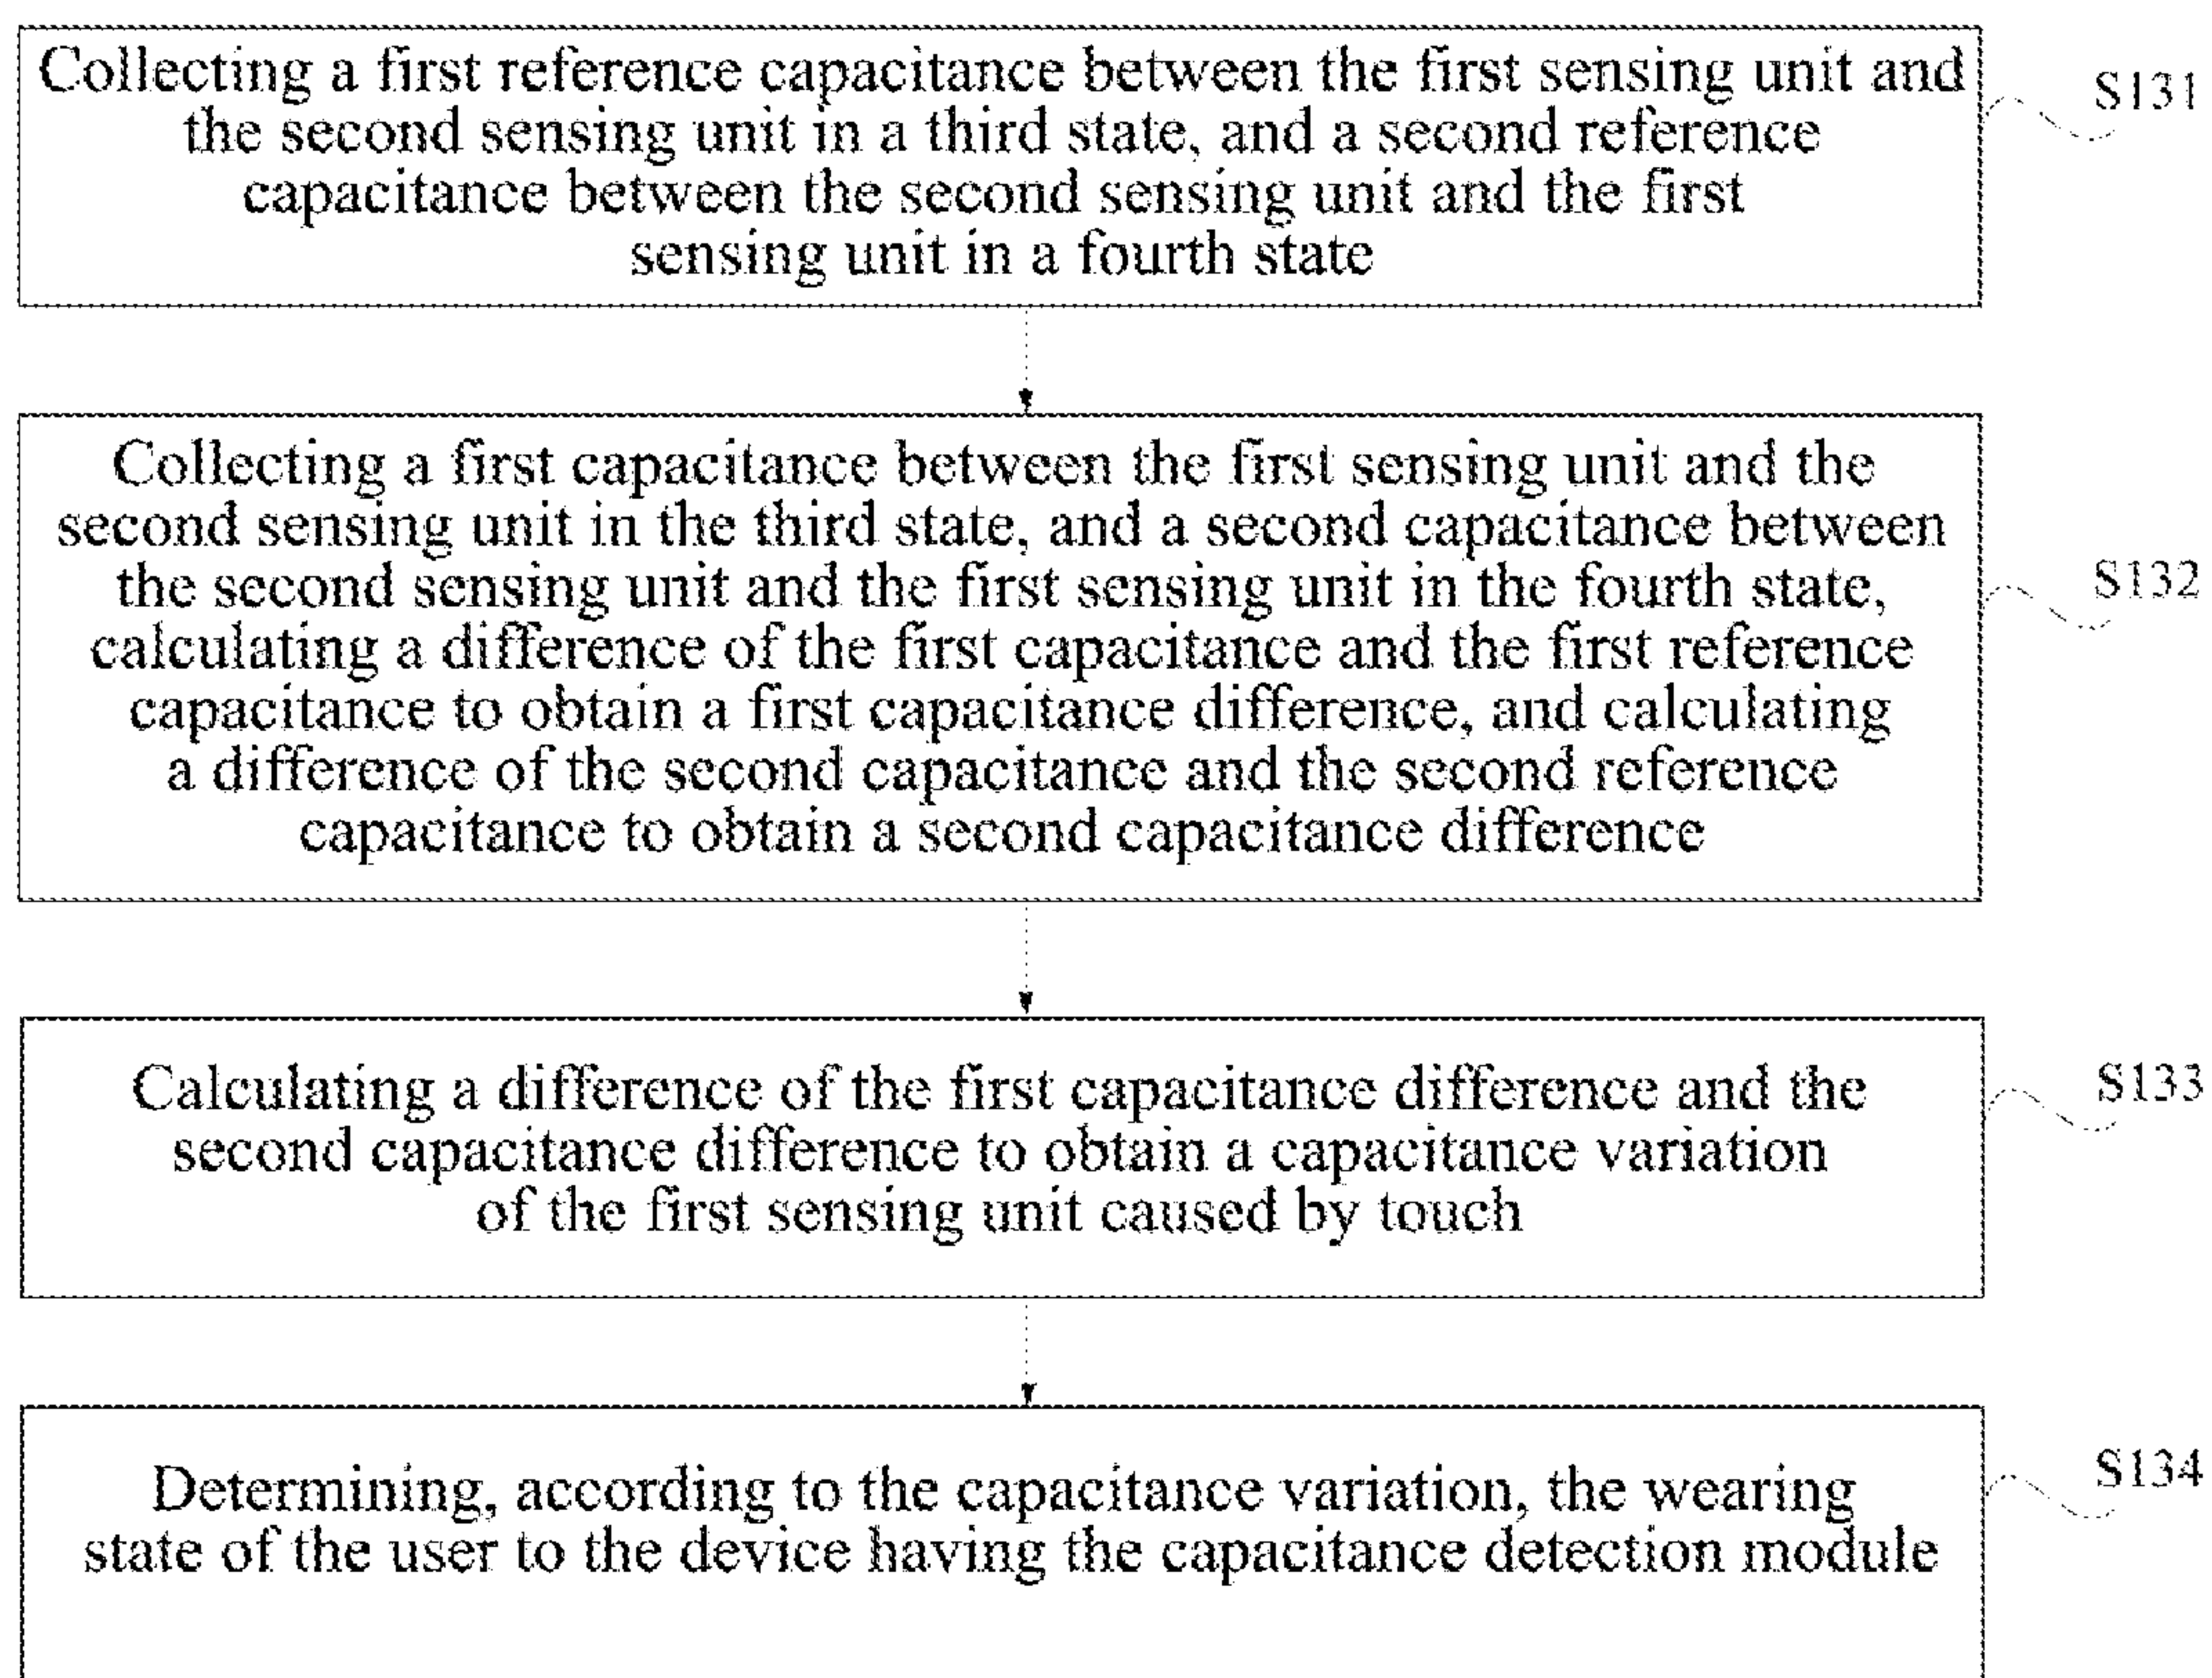 Collecting a first reference capacitance between the first sensing unit and
the second sensing unit in a third state, and a second reference
capacitance between the second sensing unit and the first
sensing unit in a fourth state
S131
Collecting a first capacitance between the first sensing unit and the
second sensing unit in the third state, and a second capacitance between
the second sensing unit and the first sensing unit in the fourth state,
calculating a difference of the first capacitance and the first reference
capacitance to obtain a first capacitance difference, and calculating
a difference of the second capacitance and the second reference
capacitance to obtain a second capacitance difference
S132
Calculating a difference of the first capacitance difference and the
second capacitance difference to obtain a capacitance variation
of the first sensing unit caused by touch
S133
Determining, according to the capacitance variation, the wearing
state of the user to the device having the capacitance detection module
S134